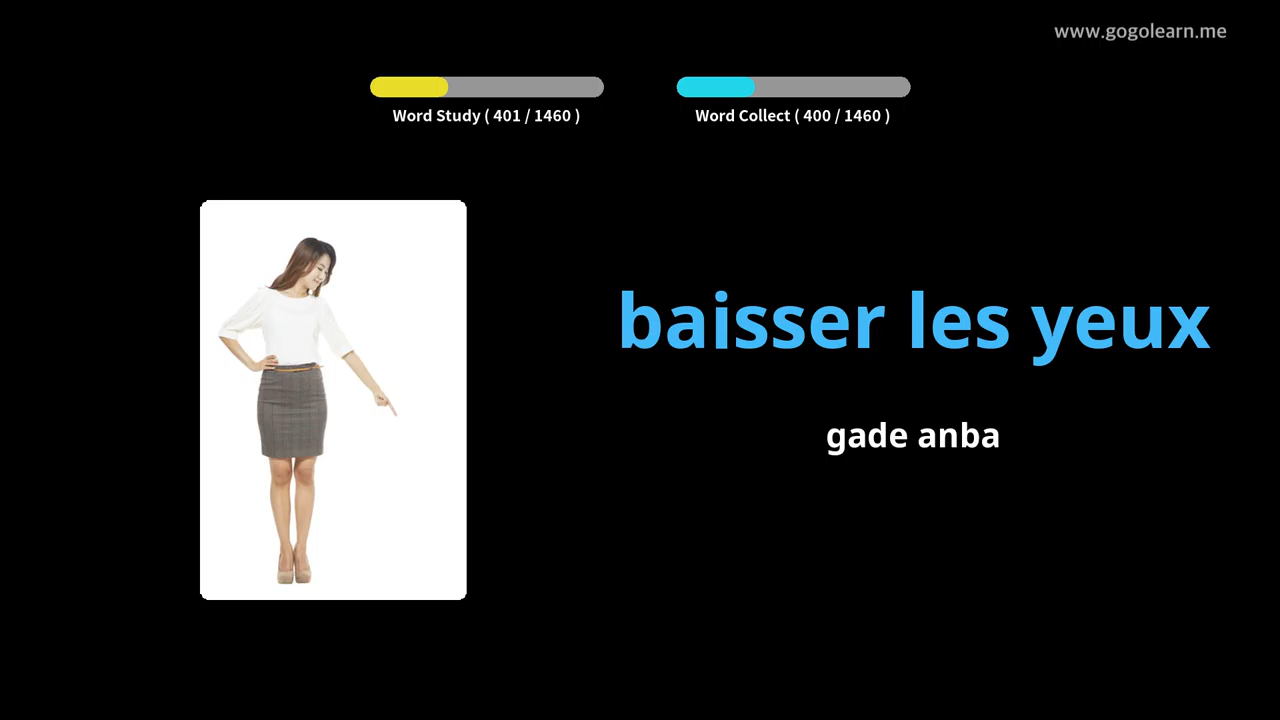 www.gogolearn.me
Word Study ( 401 / 1460 )
Word Collect ( 400 / 1460 )
baisser les yeux
gade anba